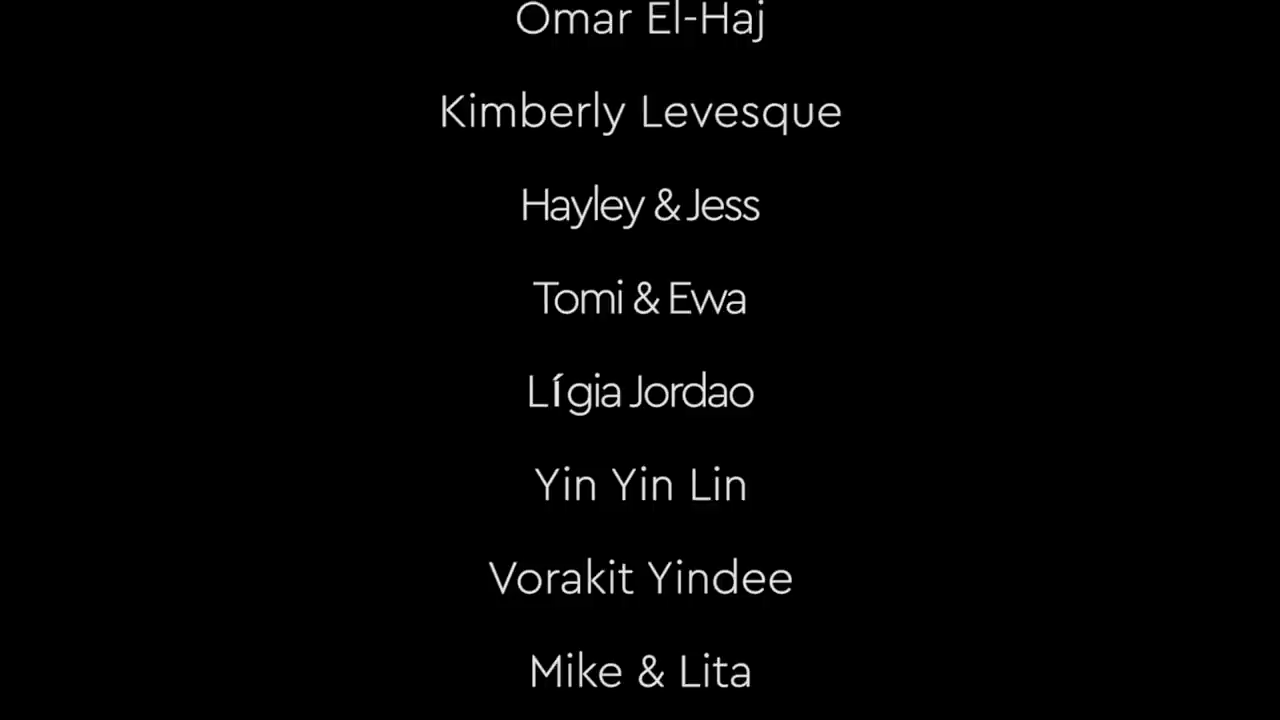 Omar El-Haj
Kimberly Levesque
Hayley & Jess
Tomi & Ewa
Lígia Jordao
Yin Yin Lin
Vorakit Yindee
Mike & Lita